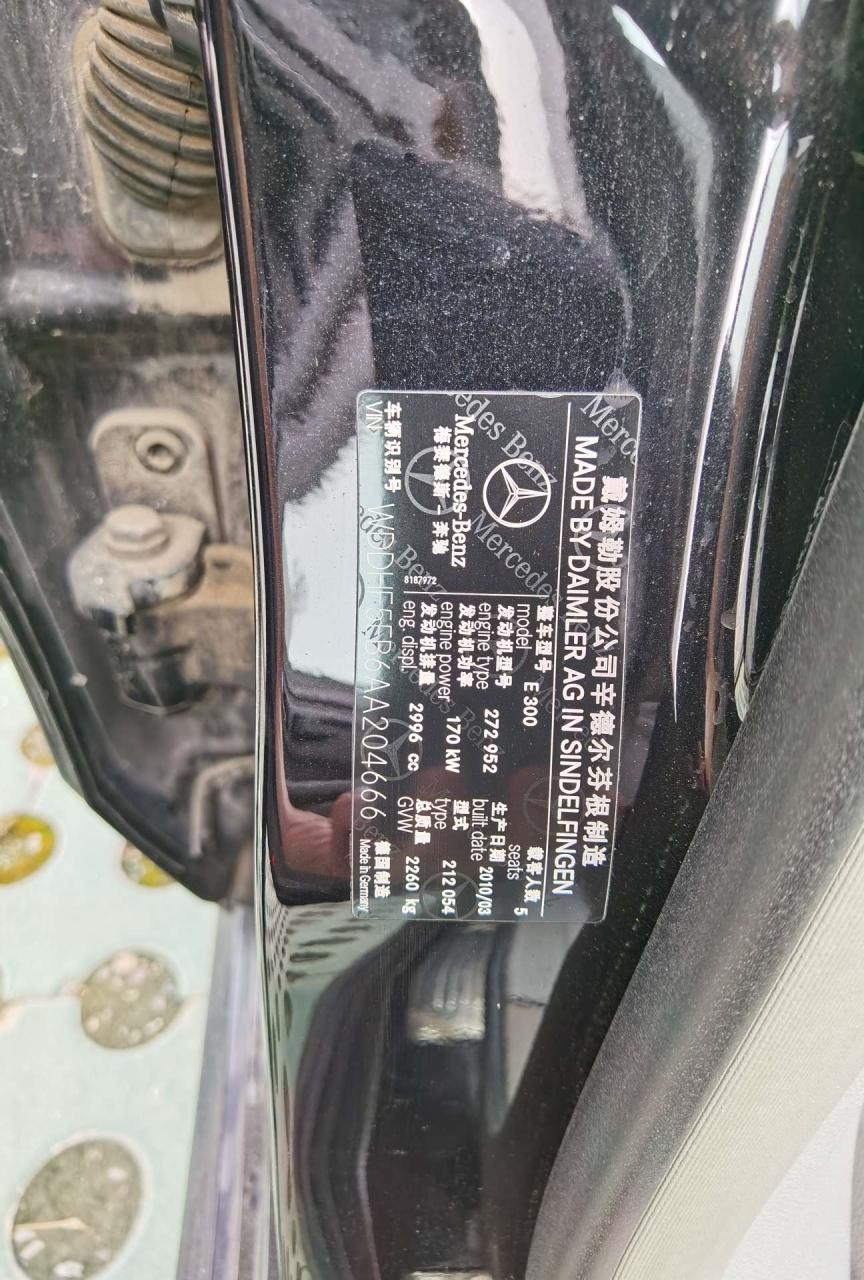 戴姆勒股份公司辛德尔芬根制造
MADE BY DAIMLER AG IN SINDELFINGEN
Mercedes-Benz
梅赛德斯-奔驰
8187972
整车型号 E 300 载客人数 5
model seats
发动机型号 272 952 生产日期 2010/03
engine type built date
发动机功率 170 kW 型式 212 054
engine power type
发动机排量 2996 cc 总质量 2260 kg
eng. displ. GVW
车辆识别号 WDDHF5EB6AA204666 德国制造
VIN Made in Germany